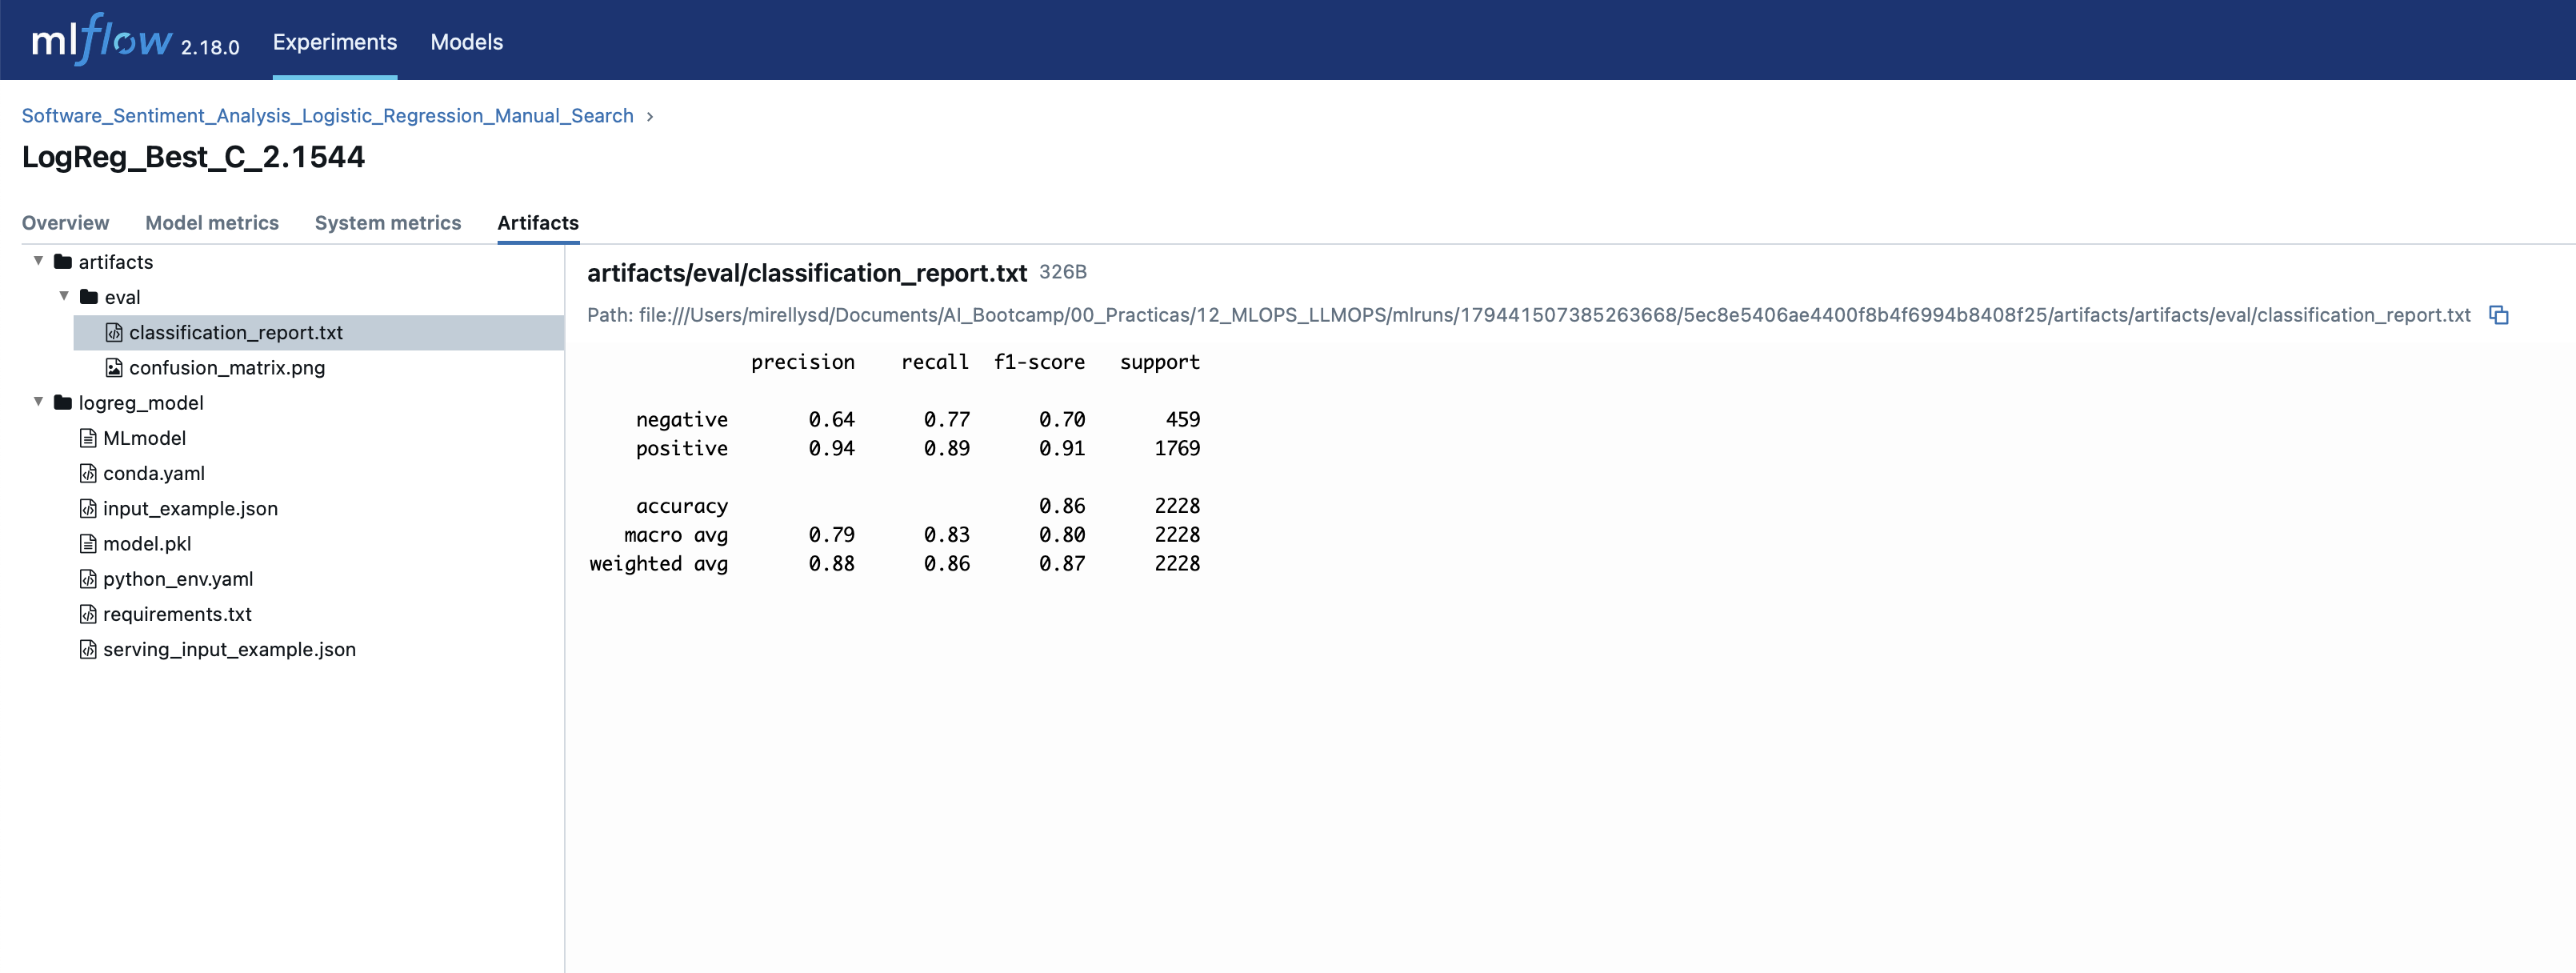 mlflow 2.18.0 Experiments Models
Software_Sentiment_Analysis_Logistic_Regression_Manual_Search >
LogReg_Best_C_2.1544
Overview Model metrics System metrics Artifacts
artifacts
eval
classification_report.txt
confusion_matrix.png
logreg_model
MLmodel
conda.yaml
input_example.json
model.pkl
python_env.yaml
requirements.txt
serving_input_example.json
artifacts/eval/classification_report.txt 326B
Path: file:///Users/mirellysd/Documents/AI_Bootcamp/00_Practicas/12_MLOPS_LLMOPS/mlruns/179441507385263668/5ec8e5406ae4400f8b4f6994b8408f25/artifacts/artifacts/eval/classification_report.txt
precision recall f1-score support
negative 0.64 0.77 0.70 459
positive 0.94 0.89 0.91 1769
accuracy 0.86 2228
macro avg 0.79 0.83 0.80 2228
weighted avg 0.88 0.86 0.87 2228